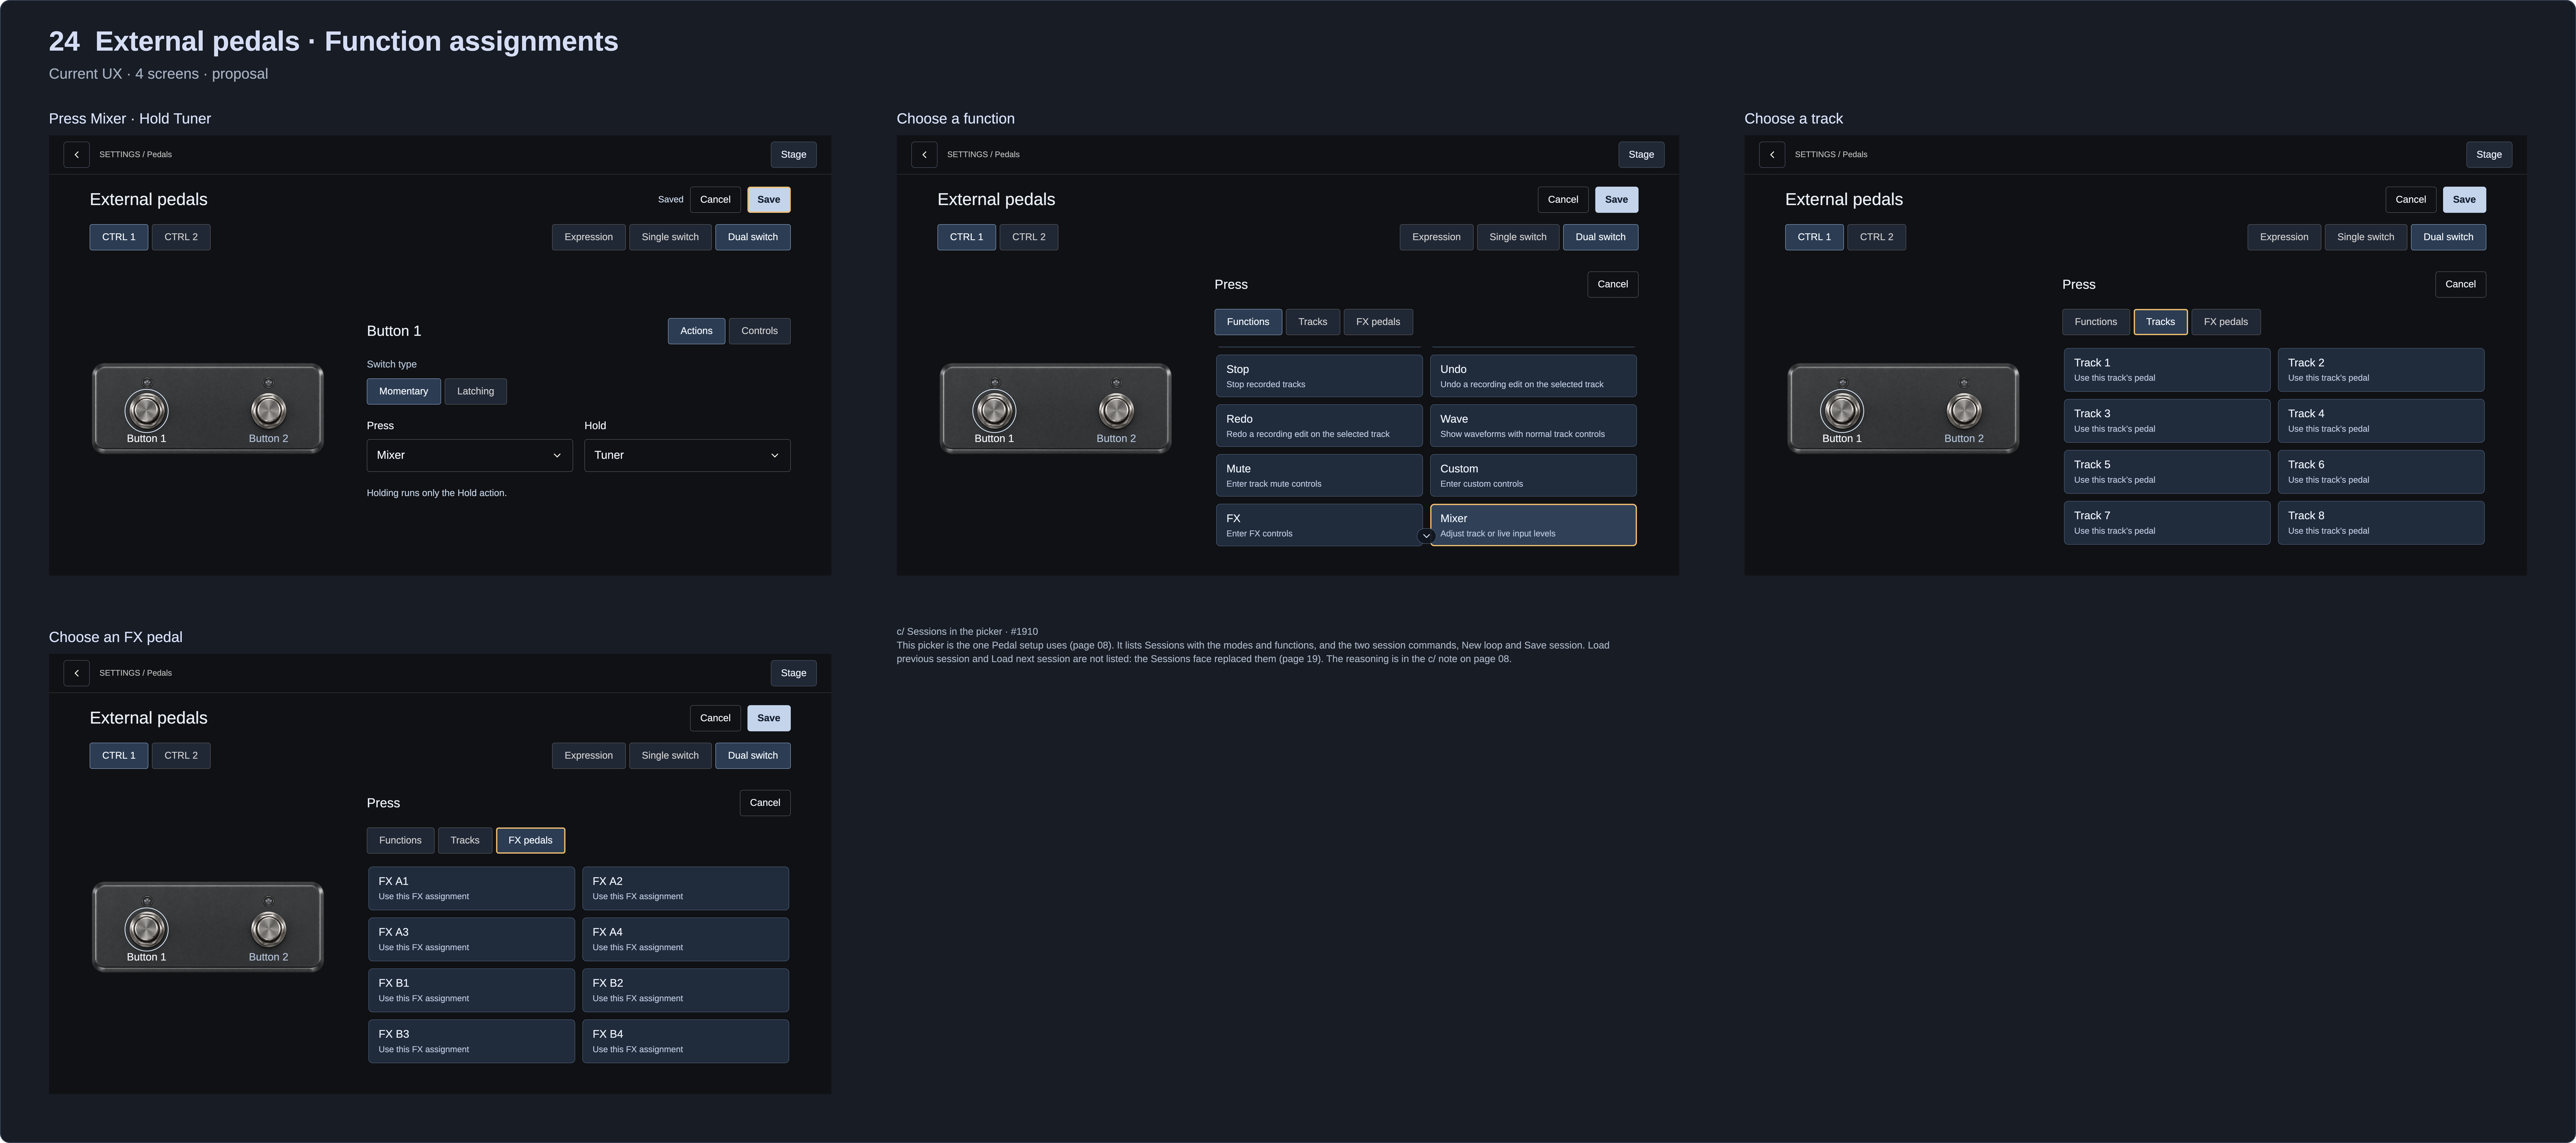 24 External pedals · Function assignments
Current UX · 4 screens · proposal
Press Mixer · Hold Tuner
SETTINGS / Pedals
Stage
External pedals
Saved
Cancel
Save
CTRL 1
CTRL 2
Expression
Single switch
Dual switch
Button 1
Actions
Controls
Switch type
Momentary
Latching
Press
Hold
Mixer
Tuner
Holding runs only the Hold action.
Button 1
Button 2
Choose a function
SETTINGS / Pedals
Stage
External pedals
Cancel
Save
CTRL 1
CTRL 2
Expression
Single switch
Dual switch
Press
Cancel
Functions
Tracks
FX pedals
Stop
Stop recorded tracks
Undo
Undo a recording edit on the selected track
Redo
Redo a recording edit on the selected track
Wave
Show waveforms with normal track controls
Mute
Enter track mute controls
Custom
Enter custom controls
FX
Enter FX controls
Mixer
Adjust track or live input levels
Button 1
Button 2
Choose a track
SETTINGS / Pedals
Stage
External pedals
Cancel
Save
CTRL 1
CTRL 2
Expression
Single switch
Dual switch
Press
Cancel
Functions
Tracks
FX pedals
Track 1
Use this track's pedal
Track 2
Use this track's pedal
Track 3
Use this track's pedal
Track 4
Use this track's pedal
Track 5
Use this track's pedal
Track 6
Use this track's pedal
Track 7
Use this track's pedal
Track 8
Use this track's pedal
Button 1
Button 2
Choose an FX pedal
SETTINGS / Pedals
Stage
External pedals
Cancel
Save
CTRL 1
CTRL 2
Expression
Single switch
Dual switch
Press
Cancel
Functions
Tracks
FX pedals
FX A1
Use this FX assignment
FX A2
Use this FX assignment
FX A3
Use this FX assignment
FX A4
Use this FX assignment
FX B1
Use this FX assignment
FX B2
Use this FX assignment
FX B3
Use this FX assignment
FX B4
Use this FX assignment
Button 1
Button 2
c/ Sessions in the picker · #1910
This picker is the one Pedal setup uses (page 08). It lists Sessions with the modes and functions, and the two session commands, New loop and Save session. Load
previous session and Load next session are not listed: the Sessions face replaced them (page 19). The reasoning is in the c/ note on page 08.